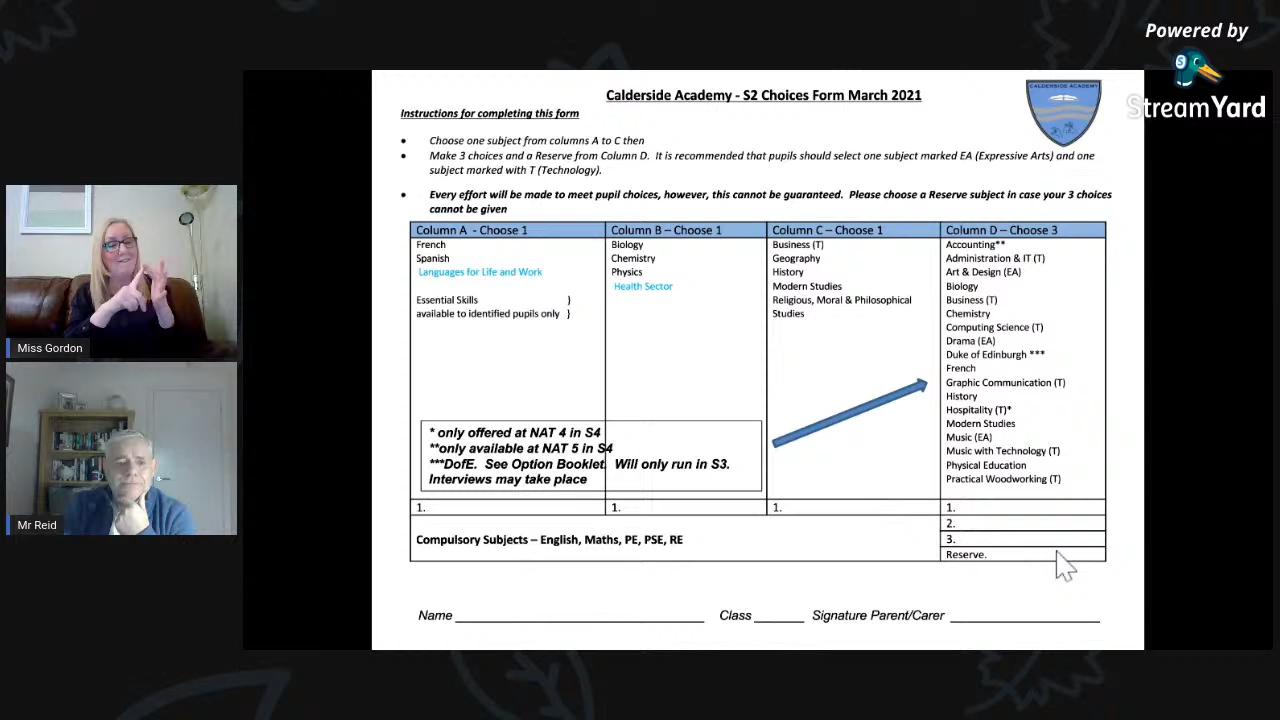 Powered by
StreamYard
CALDERSIDE ACADEMY
Calderside Academy - S2 Choices Form March 2021
Instructions for completing this form
• Choose one subject from columns A to C then
• Make 3 choices and a Reserve from Column D. It is recommended that pupils should select one subject marked EA (Expressive Arts) and one
subject marked with T (Technology).
• Every effort will be made to meet pupil choices, however, this cannot be guaranteed. Please choose a Reserve subject in case your 3 choices
cannot be given
Column A - Choose 1
French
Spanish
Languages for Life and Work
Essential Skills }
available to identified pupils only }
Column B – Choose 1
Biology
Chemistry
Physics
Health Sector
Column C – Choose 1
Business (T)
Geography
History
Modern Studies
Religious, Moral & Philosophical
Studies
Column D – Choose 3
Accounting**
Administration & IT (T)
Art & Design (EA)
Biology
Business (T)
Chemistry
Computing Science (T)
Drama (EA)
Duke of Edinburgh ***
French
Graphic Communication (T)
History
Hospitality (T)*
Modern Studies
Music (EA)
Music with Technology (T)
Physical Education
Practical Woodworking (T)
* only offered at NAT 4 in S4
**only available at NAT 5 in S4
***DofE. See Option Booklet. Will only run in S3.
Interviews may take place
1.
1.
1.
1.
2.
3.
Reserve.
Compulsory Subjects – English, Maths, PE, PSE, RE
Name Class Signature Parent/Carer
Miss Gordon
Mr Reid